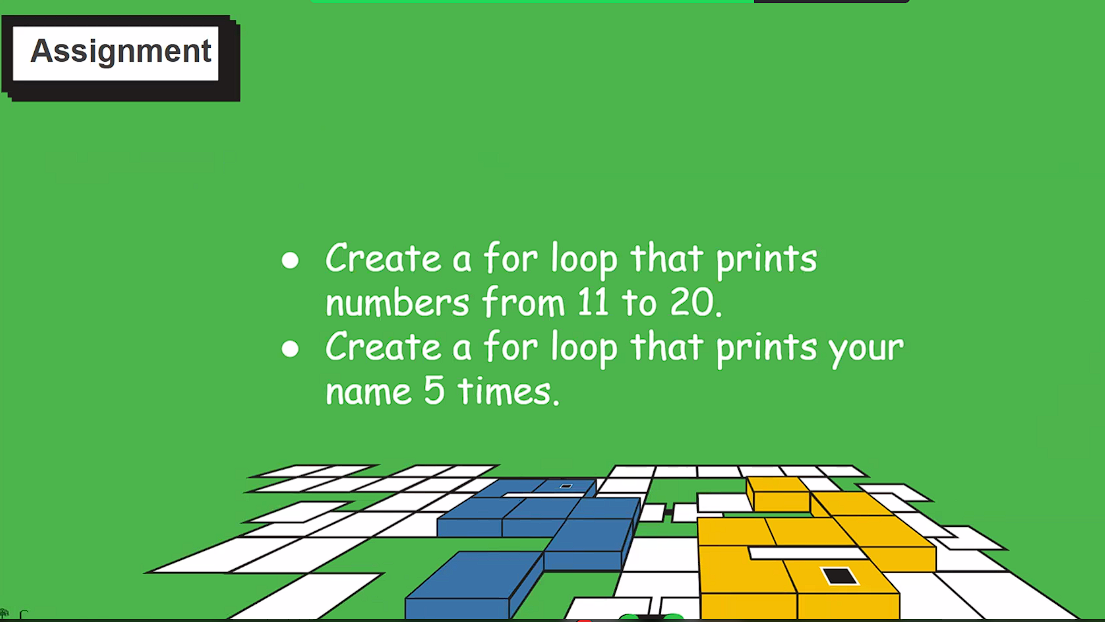 Assignment
● Create a for loop that prints
numbers from 11 to 20.
● Create a for loop that prints your
name 5 times.